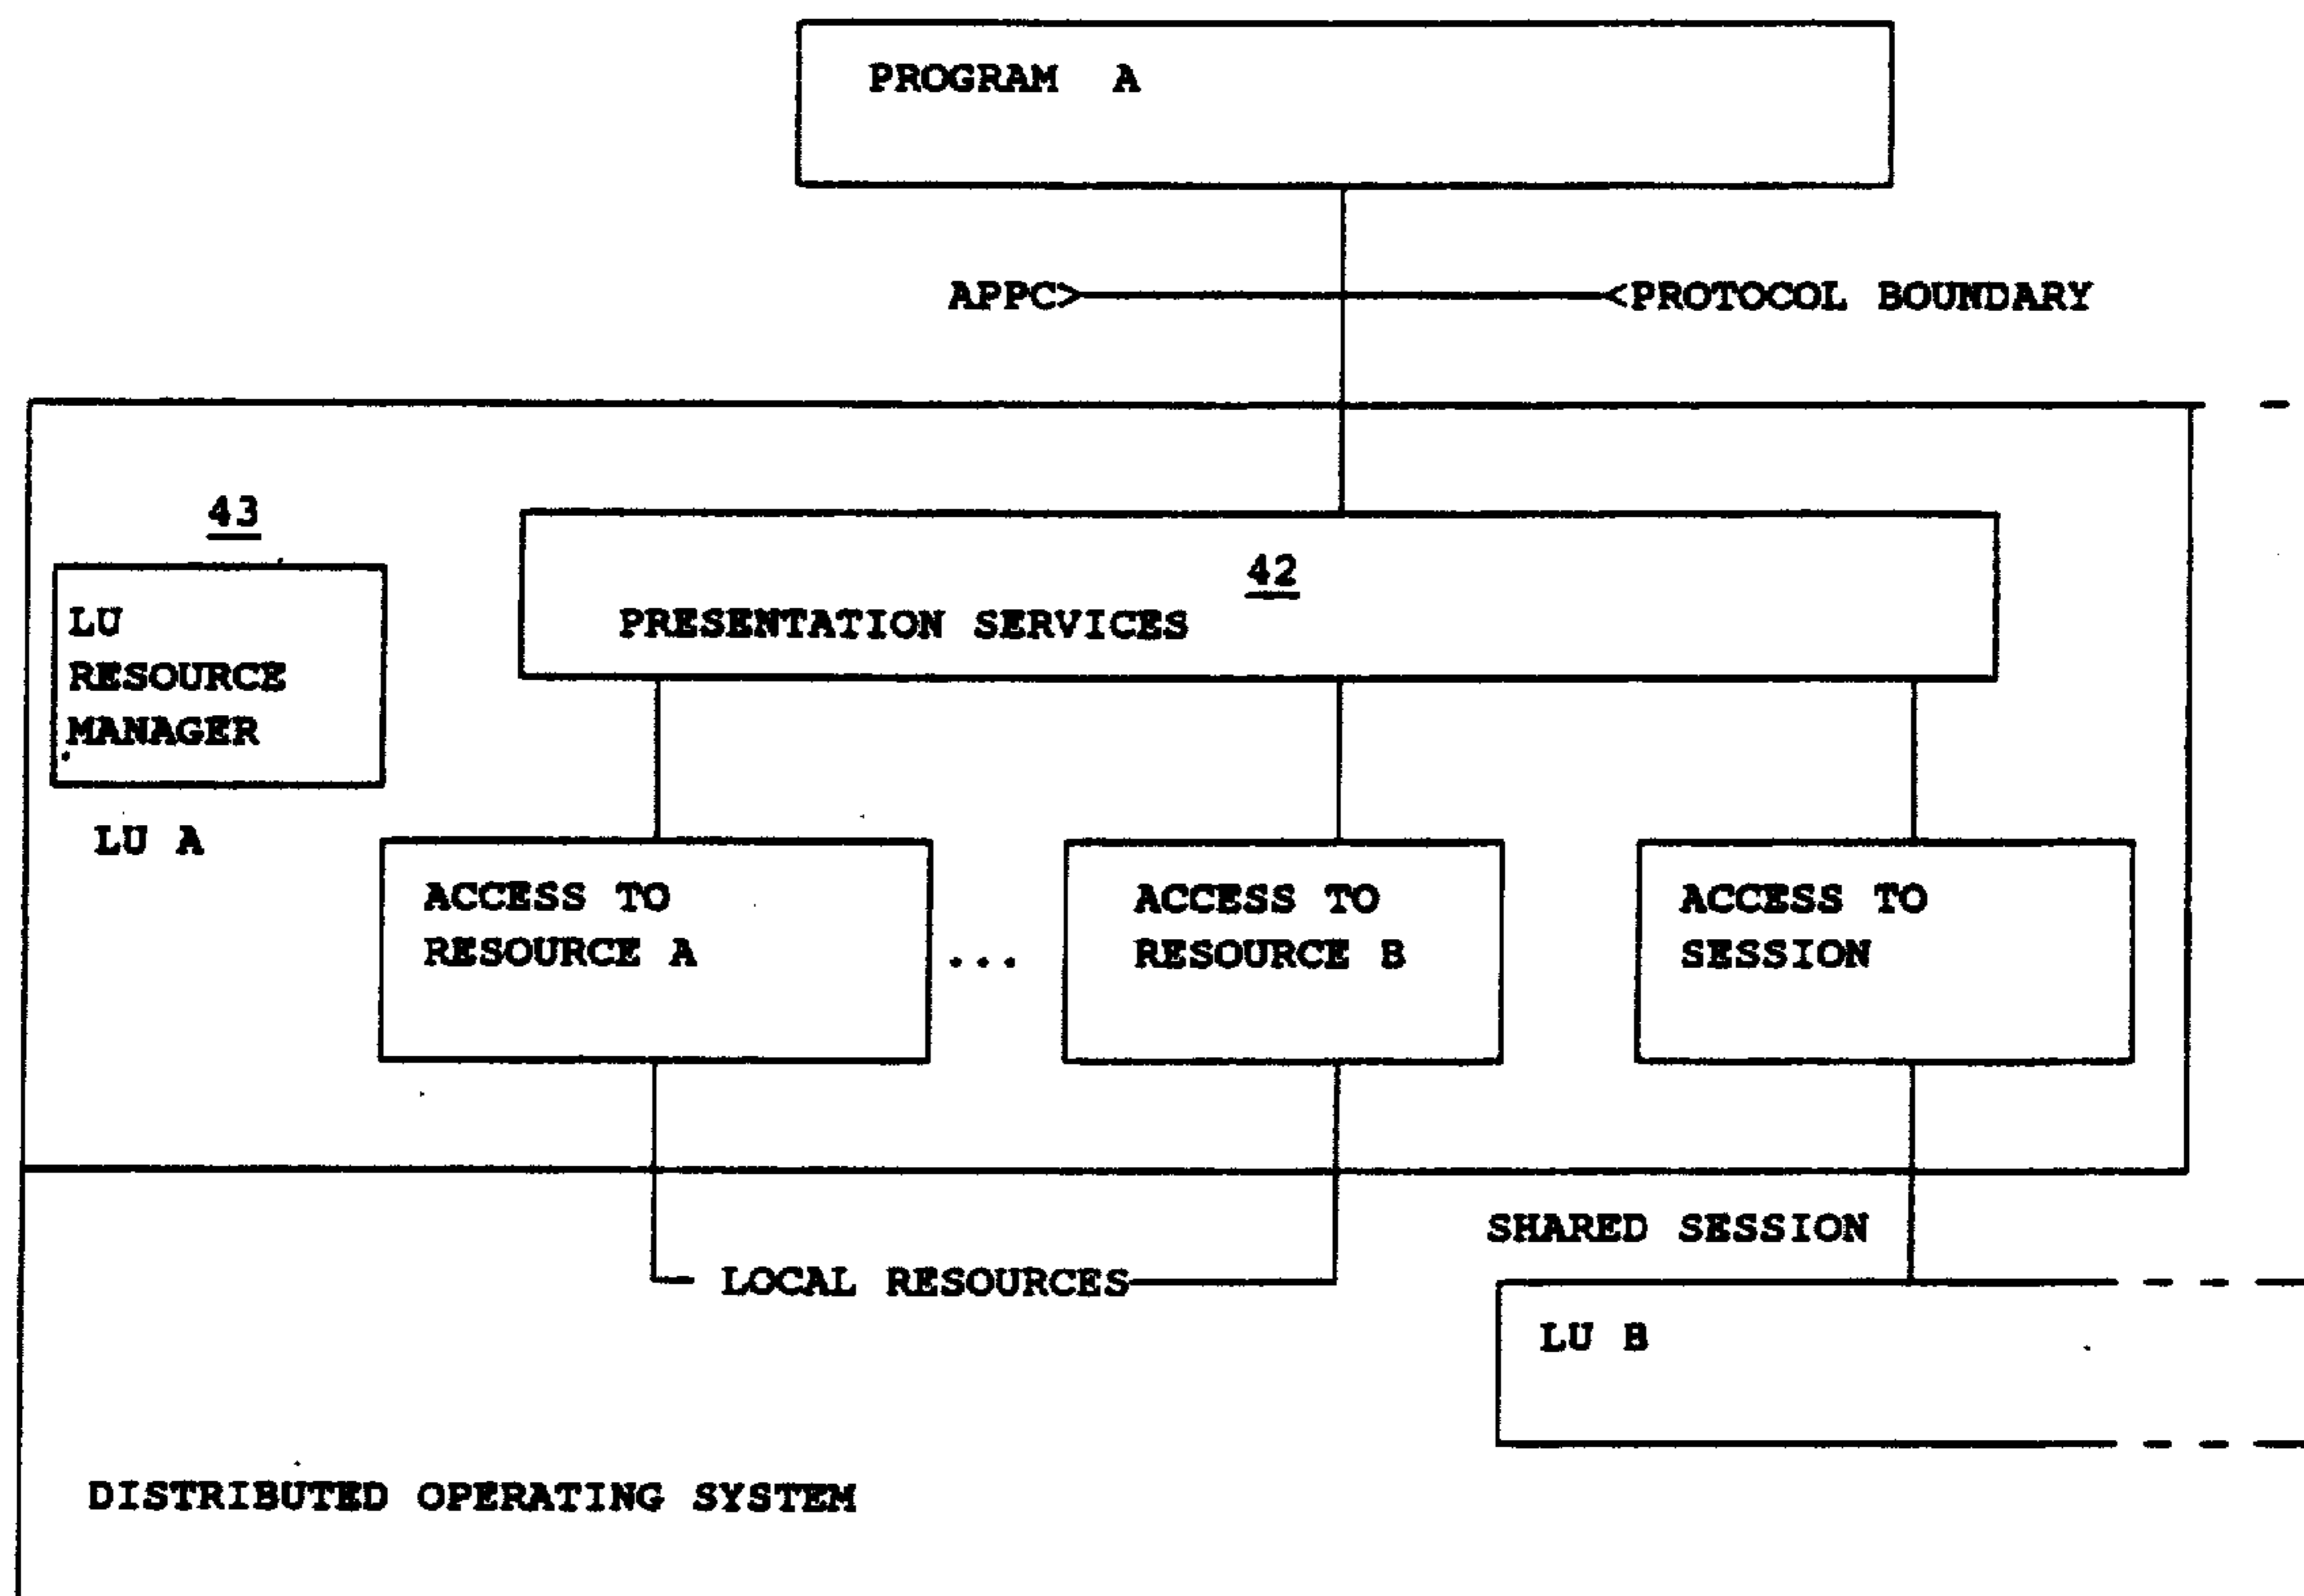 PROGRAM A
APPC> <PROTOCOL BOUNDARY
43
LU
RESOURCE
MANAGER
LU A
42
PRESENTATION SERVICES
ACCESS TO
RESOURCE A
...
ACCESS TO
RESOURCE B
ACCESS TO
SESSION
SHARED SESSION
LOCAL RESOURCES
LU B
DISTRIBUTED OPERATING SYSTEM